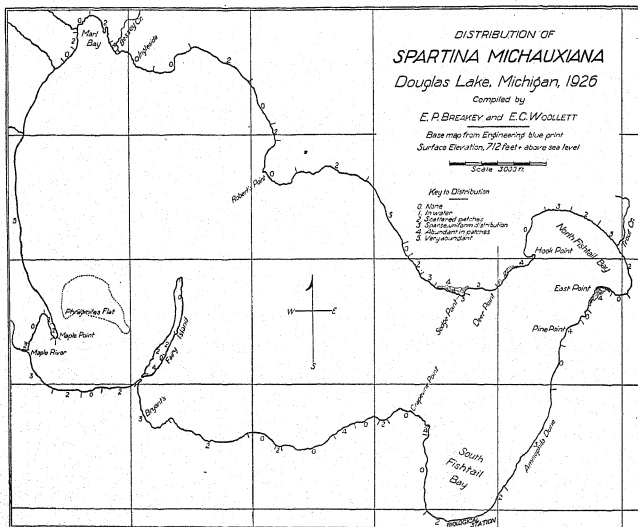 DISTRIBUTION OF
SPARTINA MICHAUXIANA
Douglas Lake, Michigan, 1926
Compiled by
E.P. BREAKEY and E.C. WOOLLETT
Base map from Engineering blue print
Surface Elevation, 712 feet + above sea level
Scale 3000 ft.
Key to Distribution
0. None
1. In water
2. Scattered patches
3. Sparse, uniform distribution
4. Abundant in patches
5. Very abundant
Marl
Bay
Bessey Cr.
Ingleside
Robert's Point
North Fishtail Bay
Trout Cr.
Hook Point
East Point
Sedge Point
Deer Point
Pine Point
Maple Point
Maple River
Fairy Island
W E
S
Bryant's
Grapevine Point
Ammophila Dune
South
Fishtail
Bay
BIOLOGICAL STATION